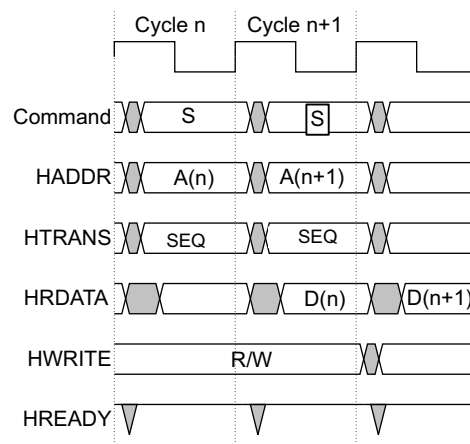 Cycle n Cycle n+1
Command S S
HADDR A(n) A(n+1)
HTRANS SEQ SEQ
HRDATA D(n) D(n+1)
HWRITE R/W
HREADY